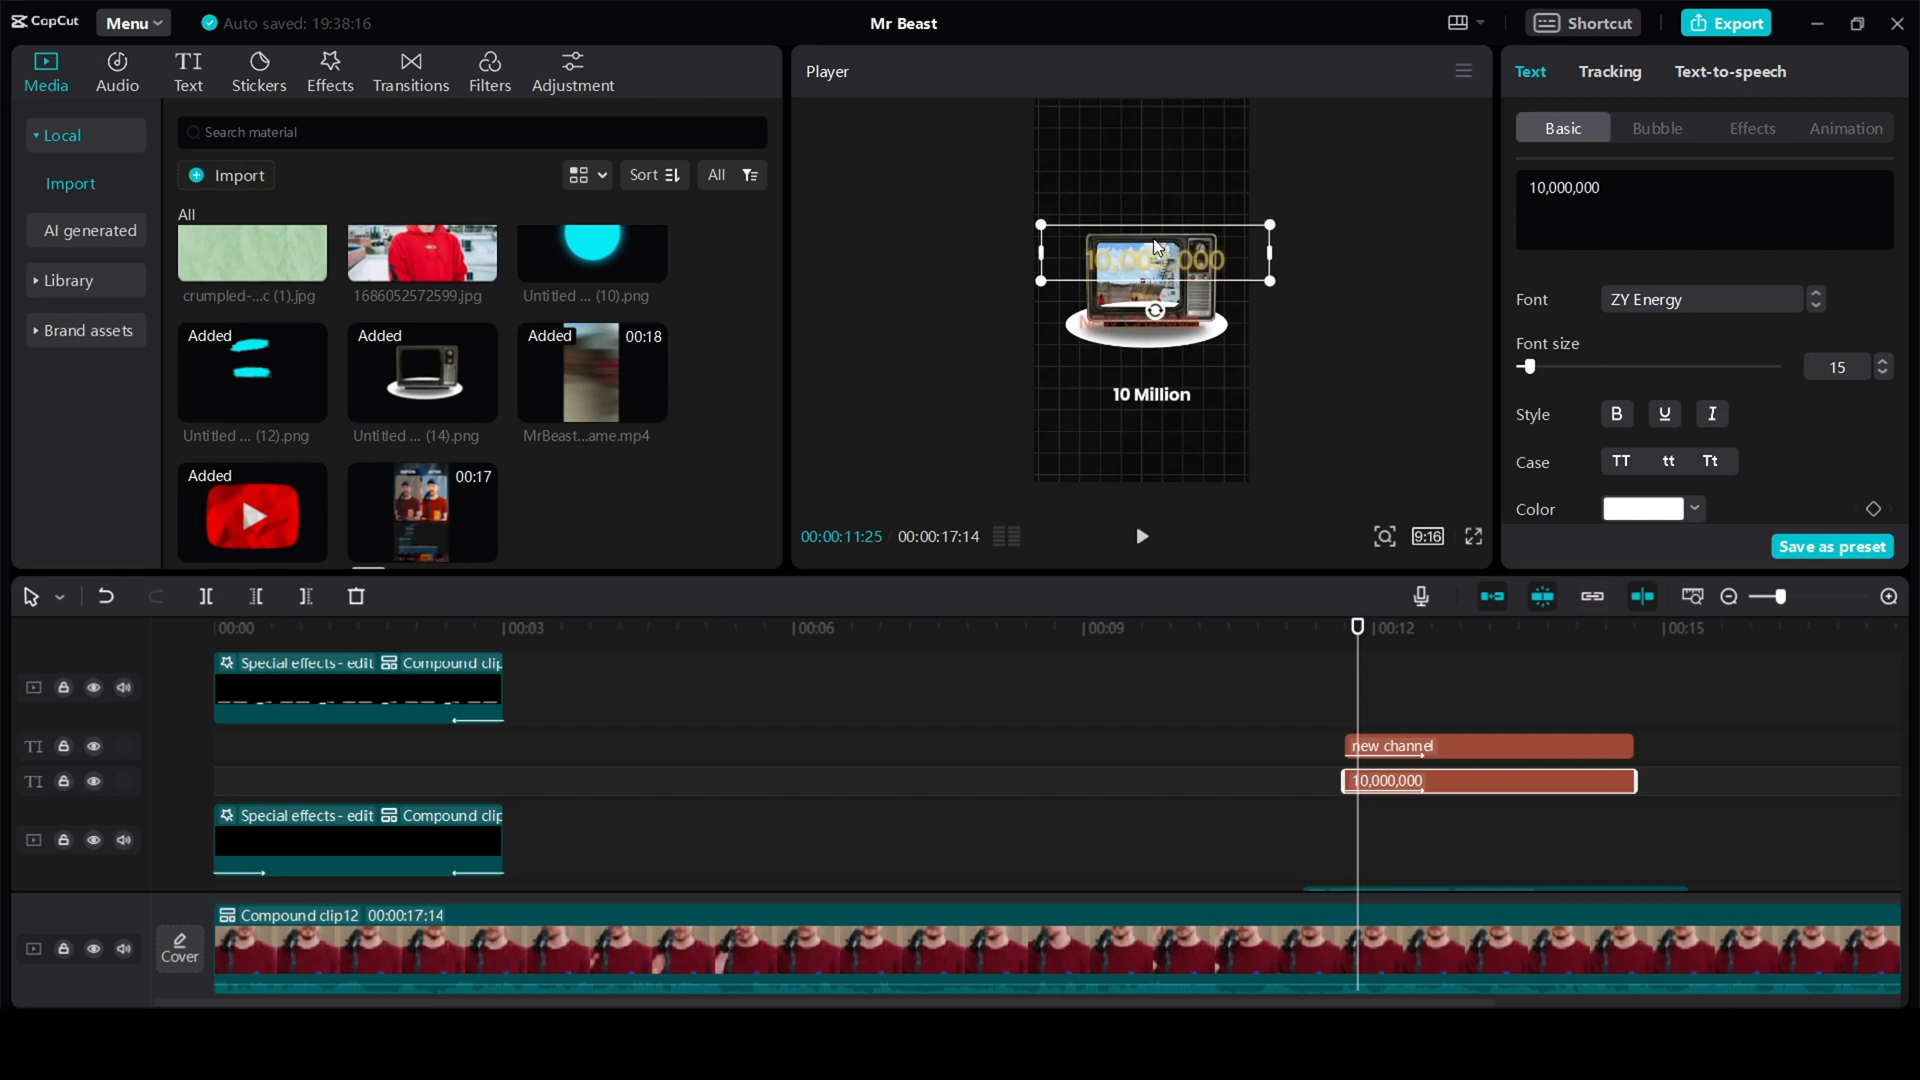 CapCut
Menu
Auto saved: 19:38:16
Mr Beast
Shortcut
Export
Media
Audio
TI
Text
Stickers
Effects
Transitions
Filters
Adjustment
Local
Import
AI generated
Library
Brand assets
Search material
Import
Sort
All
All
crumpled-...c (1).jpg
1686052572599.jpg
Untitled ... (10).png
Added
Added
Added
00:18
Untitled ... (12).png
Untitled ... (14).png
MrBeast...ame.mp4
Added
00:17
Player
10,000,000
10 Million
00:00:11:25
00:00:17:14
9:16
Text
Tracking
Text-to-speech
Basic
Bubble
Effects
Animation
10,000,000
Font
ZY Energy
Font size
15
Style
B
U
I
Case
TT
tt
Tt
Color
Save as preset
00:00
00:03
00:06
00:09
00:12
00:15
Special effects - edit
Compound clip
TI
new channel
TI
10,000,000
Special effects - edit
Compound clip
Cover
Compound clip12
00:00:17:14